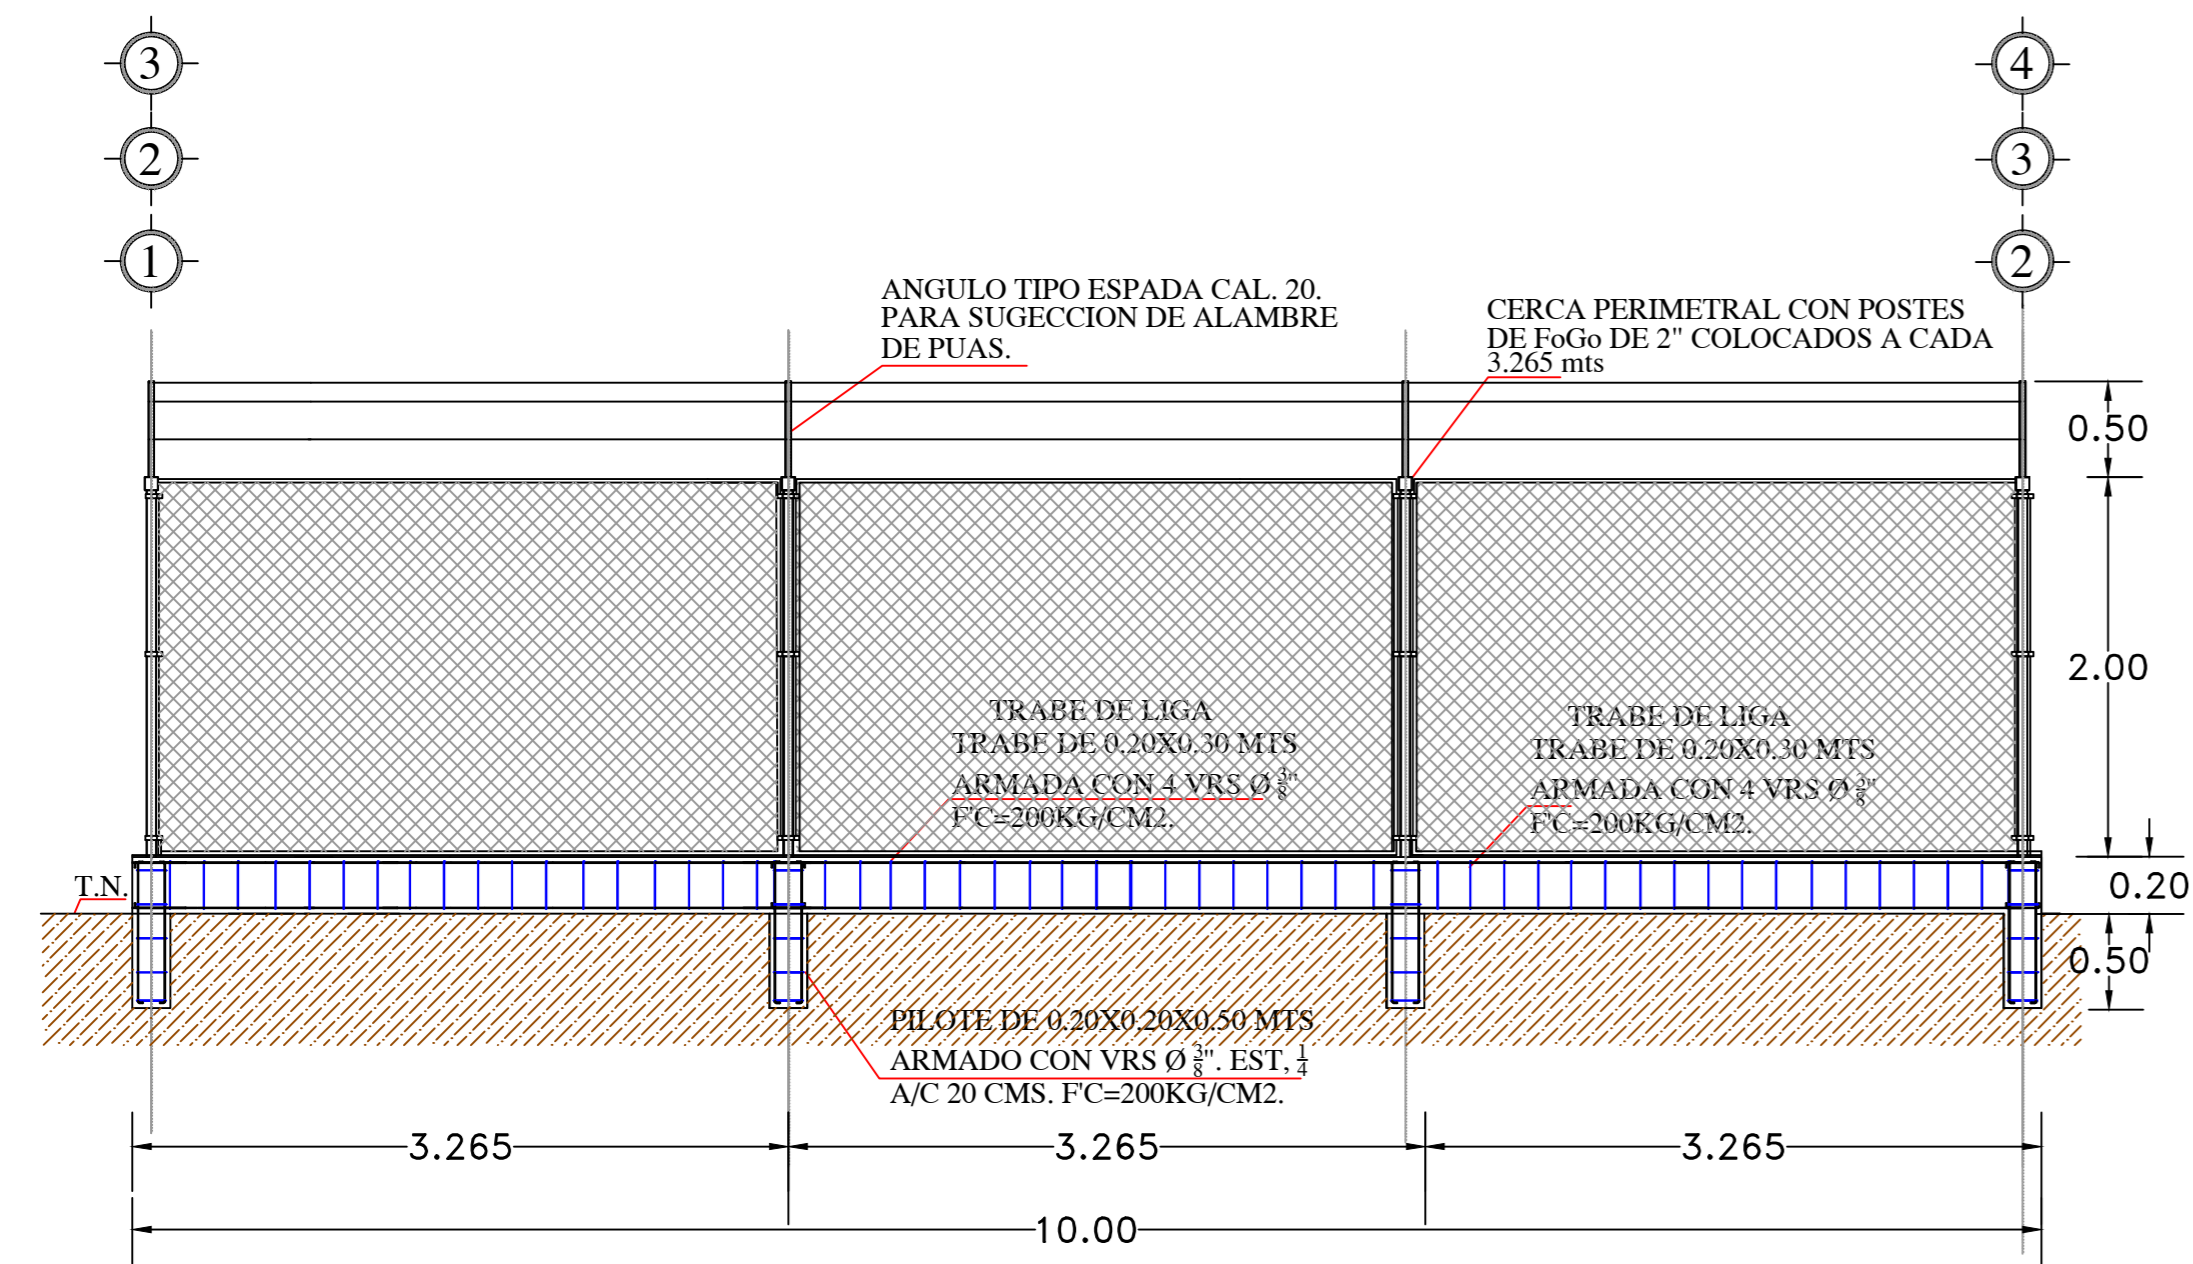 3
4
2
3
1
2
ANGULO TIPO ESPADA CAL. 20.
PARA SUGECCION DE ALAMBRE
DE PUAS.
CERCA PERIMETRAL CON POSTES
DE FoGo DE 2" COLOCADOS A CADA
3.265 mts
0.50
2.00
TRABE DE LIGA
TRABE DE 0.20X0.30 MTS
ARMADA CON 4 VRS Ø 3/8"
F'C=200KG/CM2.
TRABE DE LIGA
TRABE DE 0.20X0.30 MTS
ARMADA CON 4 VRS Ø 3/8"
F'C=200KG/CM2.
T.N.
0.20
0.50
PILOTE DE 0.20X0.20X0.50 MTS
ARMADO CON VRS Ø 3/8". EST, 1/4
A/C 20 CMS. F'C=200KG/CM2.
3.265
3.265
3.265
10.00